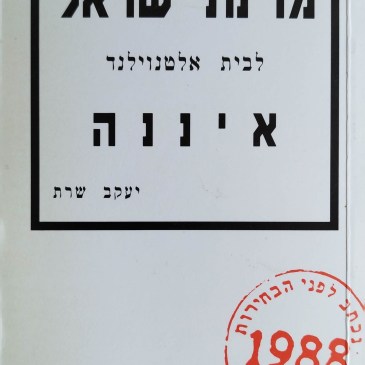 מדינת ישראל
לבית אלטנוילנד
איננה
יעקב שרת
נכתב לפני הבחירות
1988